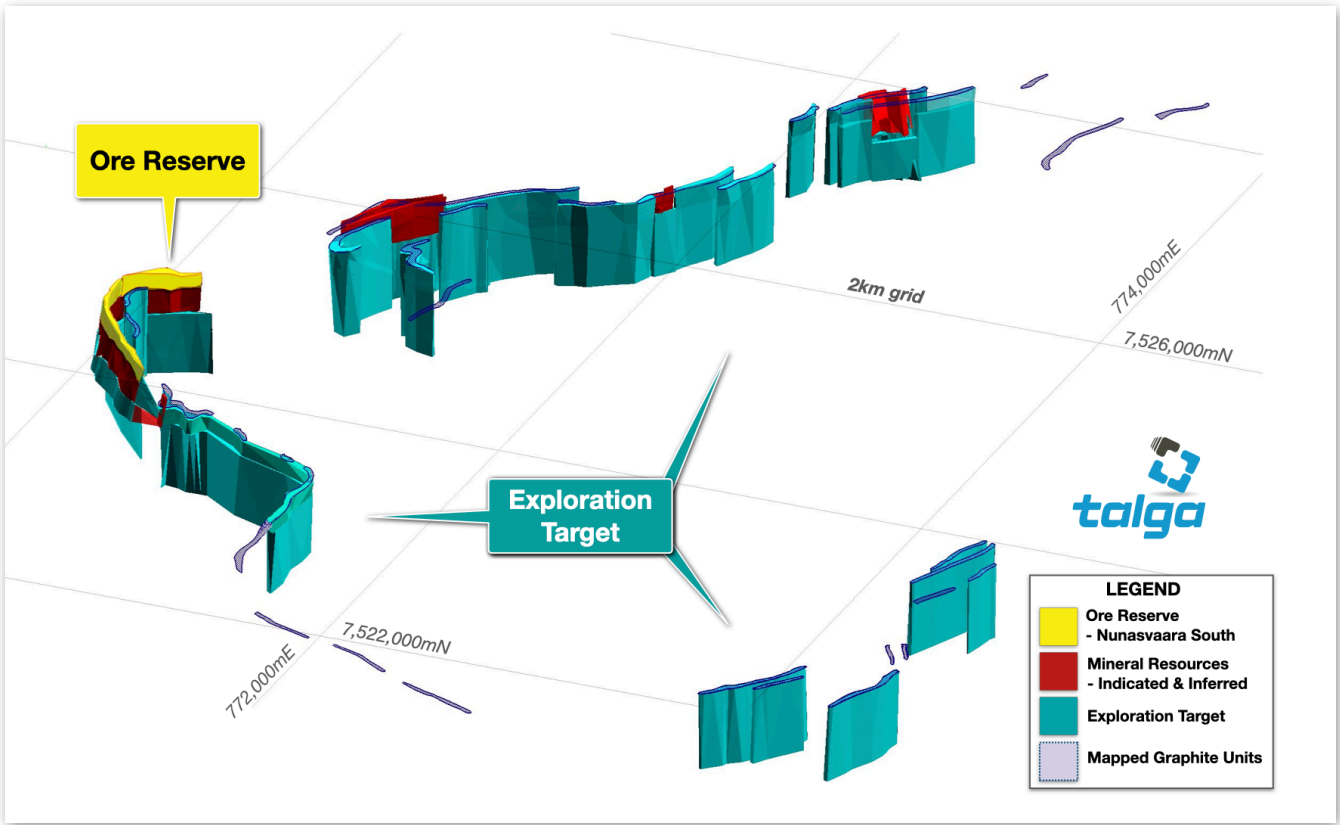 Ore Reserve
2km grid
774,000mE
7,526,000mN
Exploration
Target
talga
7,522,000mN
772,000mE
LEGEND
Ore Reserve
- Nunasvaara South
Mineral Resources
- Indicated & Inferred
Exploration Target
Mapped Graphite Units